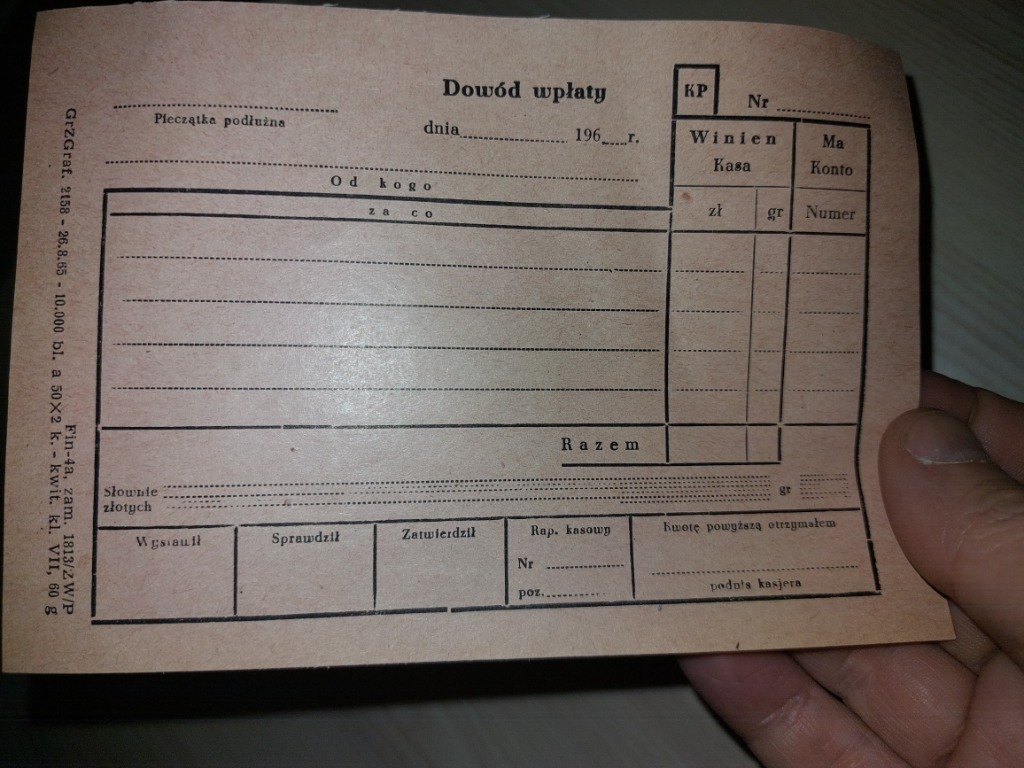 Dowód wpłaty
KP
Nr
Pieczątka podłużna
dnia 196 r.
Od kogo
za co
Winien
Kasa
Ma
Konto
zł gr Numer
Razem
Słownie
złotych
gr
Wystawił
Sprawdził
Zatwierdził
Rap. kasowy
Nr
poz.
Kwotę powyższą otrzymałem
podpis kasjera
GrZGraf. 2158 - 26.8.65 - 10.000 bl. a 50×2 k. - kwit. kl. VII, 60 g
Fin-4a, zam. 1813/ZW/P